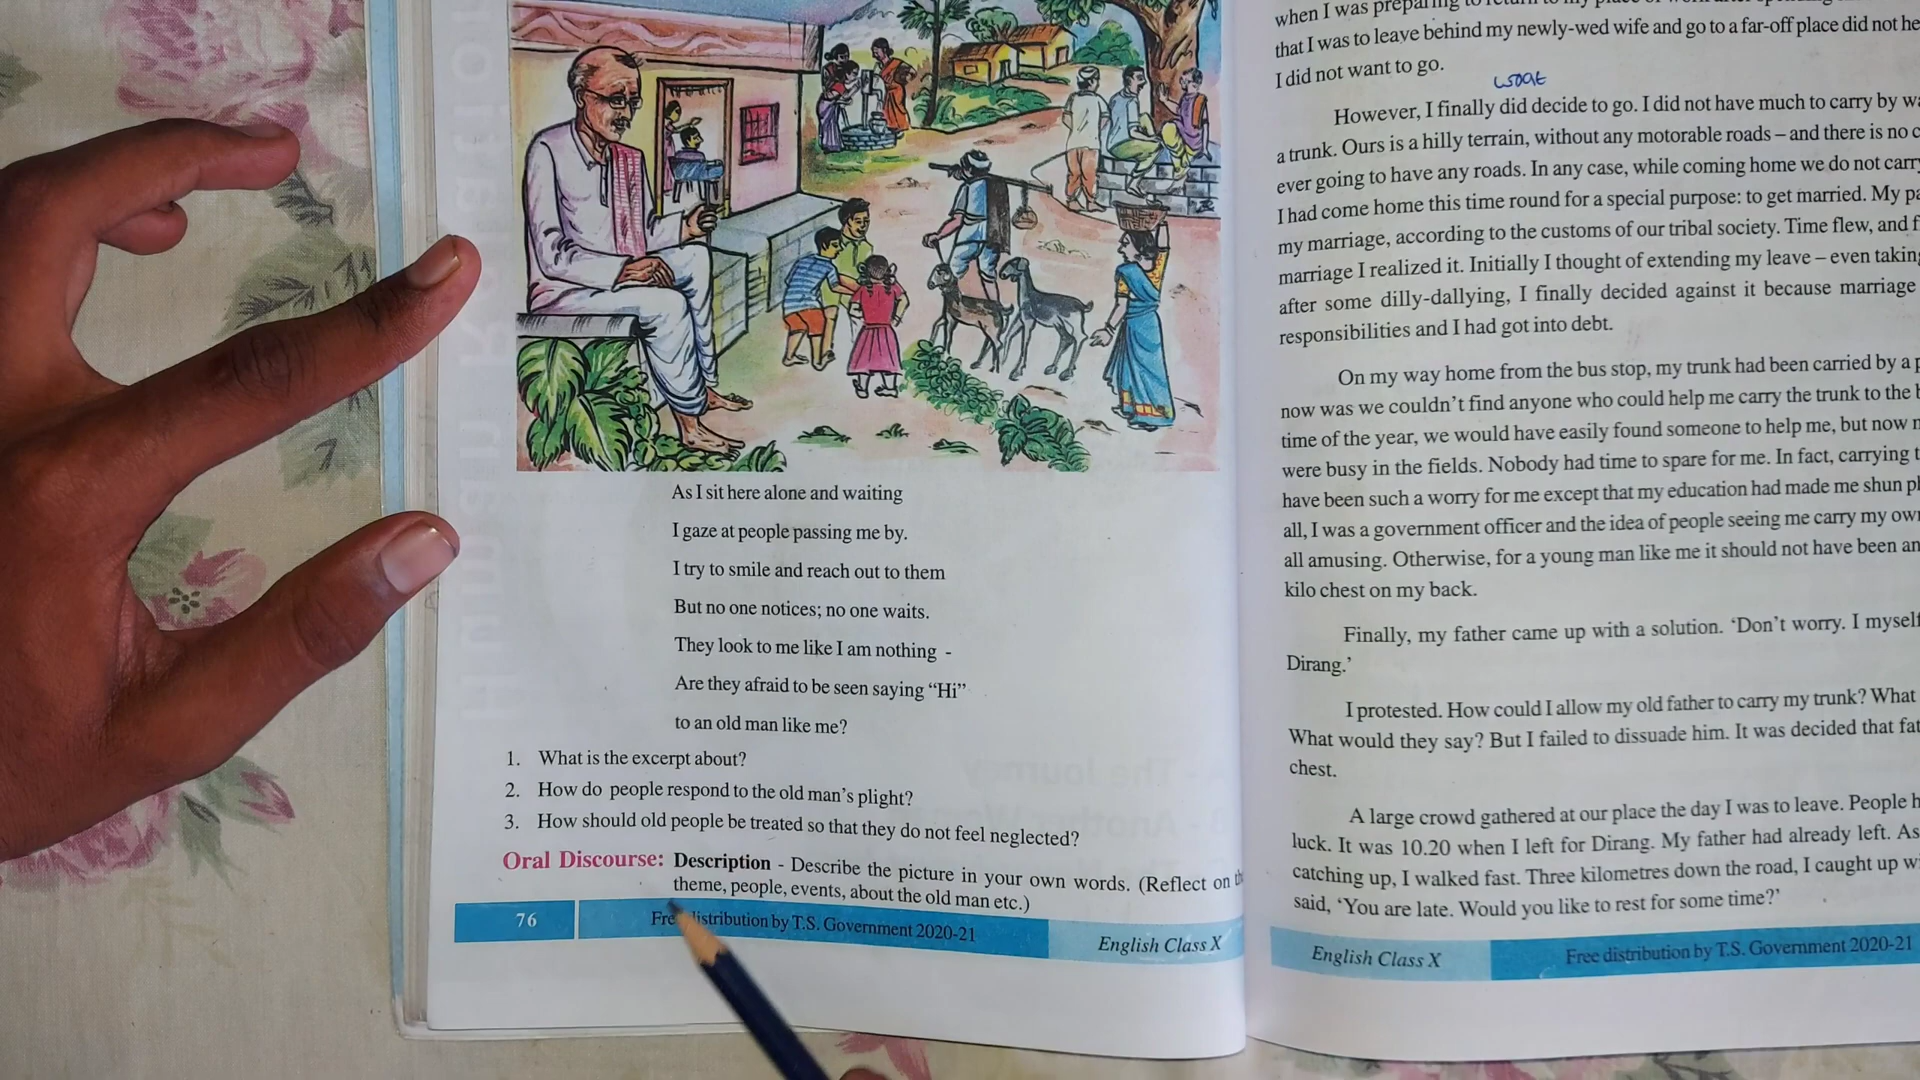 As I sit here alone and waiting
I gaze at people passing me by.
I try to smile and reach out to them
But no one notices; no one waits.
They look to me like I am nothing -
Are they afraid to be seen saying “Hi”
to an old man like me?
1. What is the excerpt about?
2. How do people respond to the old man’s plight?
3. How should old people be treated so that they do not feel neglected?
Oral Discourse: Description - Describe the picture in your own words. (Reflect on
theme, people, events, about the old man etc.)
76
Free distribution by T.S. Government 2020-21
English Class X
when I was preparing to return to my place of work after
that I was to leave behind my newly-wed wife and go to a far-off place did not
I did not want to go.
However, I finally did decide to go. I did not have much to carry by
a trunk. Ours is a hilly terrain, without any motorable roads – and there is no
ever going to have any roads. In any case, while coming home we do not carry
I had come home this time round for a special purpose: to get married. My
my marriage, according to the customs of our tribal society. Time flew, and
marriage I realized it. Initially I thought of extending my leave – even taking
after some dilly-dallying, I finally decided against it because marriage
responsibilities and I had got into debt.
On my way home from the bus stop, my trunk had been carried by a
now was we couldn’t find anyone who could help me carry the trunk to the
time of the year, we would have easily found someone to help me, but now
were busy in the fields. Nobody had time to spare for me. In fact, carrying
have been such a worry for me except that my education had made me shun
all, I was a government officer and the idea of people seeing me carry my
all amusing. Otherwise, for a young man like me it should not have been
kilo chest on my back.
Finally, my father came up with a solution. ‘Don’t worry. I myself
Dirang.’
I protested. How could I allow my old father to carry my trunk? What
What would they say? But I failed to dissuade him. It was decided that
chest.
A large crowd gathered at our place the day I was to leave. People
luck. It was 10.20 when I left for Dirang. My father had already left. As
catching up, I walked fast. Three kilometres down the road, I caught up
said, ‘You are late. Would you like to rest for some time?’
English Class X
Free distribution by T.S. Government 2020-21